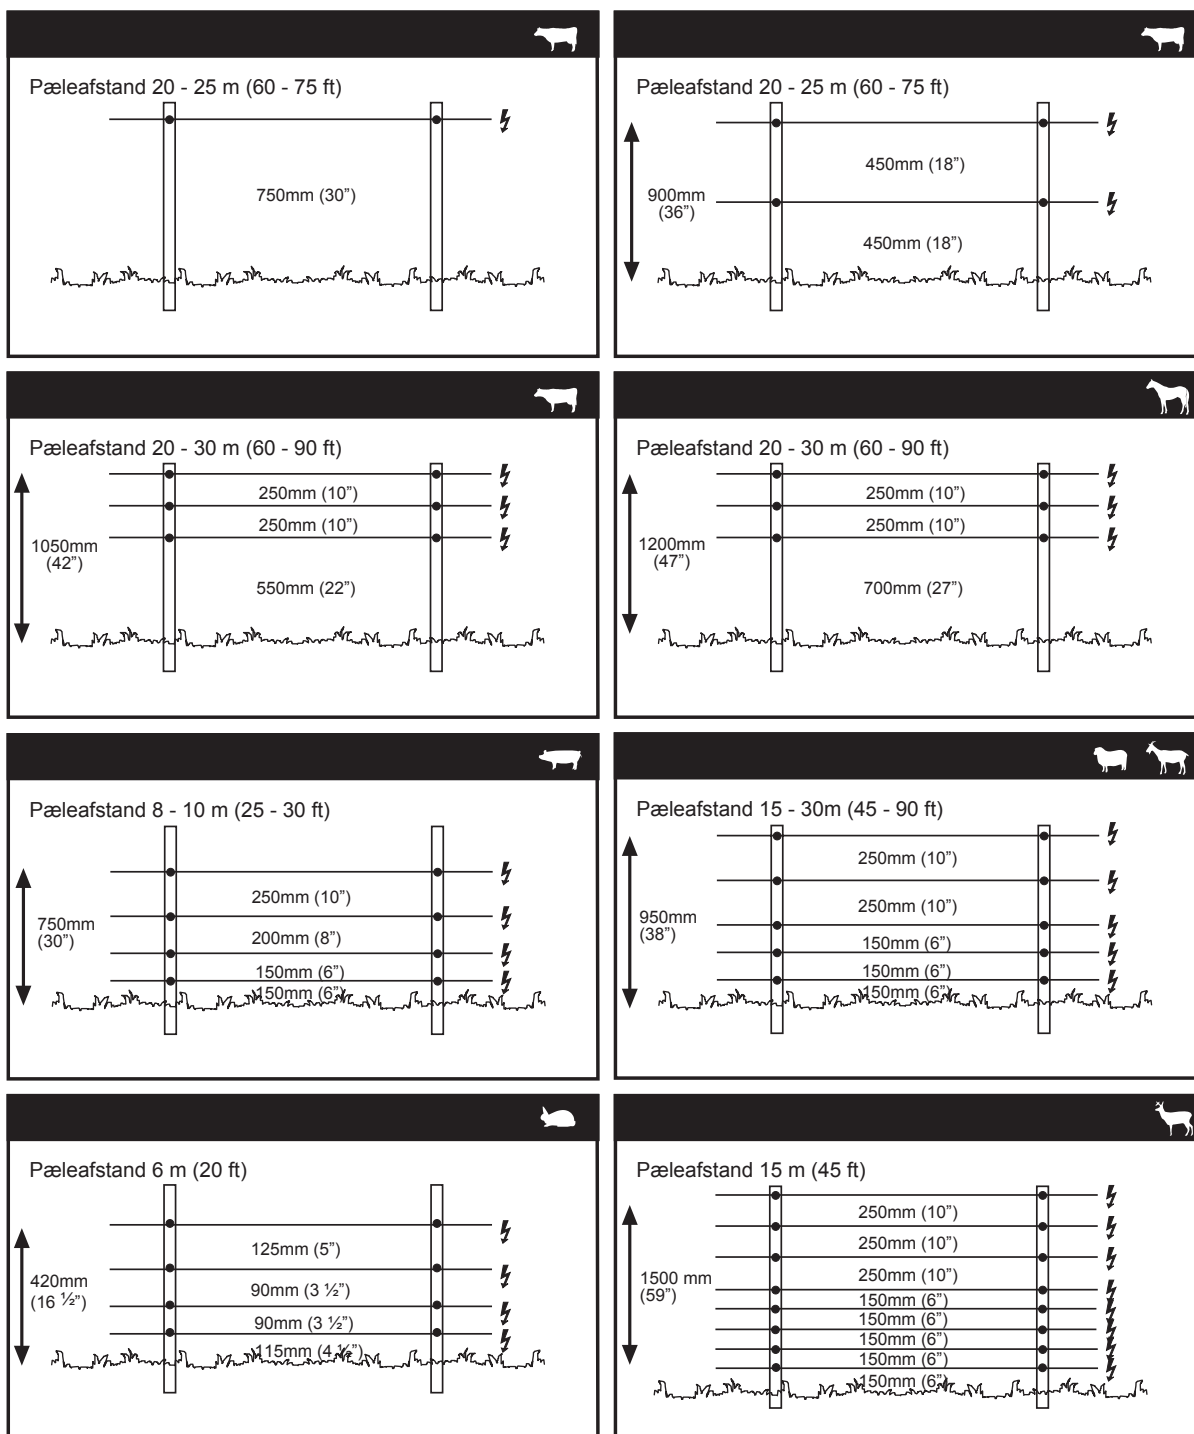 Pæleafstand 20 - 25 m (60 - 75 ft)
750mm (30”)
Pæleafstand 20 - 25 m (60 - 75 ft)
450mm (18”)
900mm
(36”)
450mm (18”)
Pæleafstand 20 - 30 m (60 - 90 ft)
250mm (10”)
250mm (10”)
1050mm
(42”)
550mm (22”)
Pæleafstand 20 - 30 m (60 - 90 ft)
250mm (10”)
250mm (10”)
1200mm
(47”)
700mm (27”)
Pæleafstand 8 - 10 m (25 - 30 ft)
250mm (10”)
750mm
(30”)
200mm (8”)
150mm (6”)
150mm (6”)
Pæleafstand 15 - 30m (45 - 90 ft)
250mm (10”)
250mm (10”)
950mm
(38”)
150mm (6”)
150mm (6”)
150mm (6”)
Pæleafstand 6 m (20 ft)
125mm (5”)
420mm
(16 ½”)
90mm (3 ½”)
90mm (3 ½”)
115mm (4 ½”)
Pæleafstand 15 m (45 ft)
250mm (10”)
250mm (10”)
1500 mm
(59”)
250mm (10”)
150mm (6”)
150mm (6”)
150mm (6”)
150mm (6”)
150mm (6”)